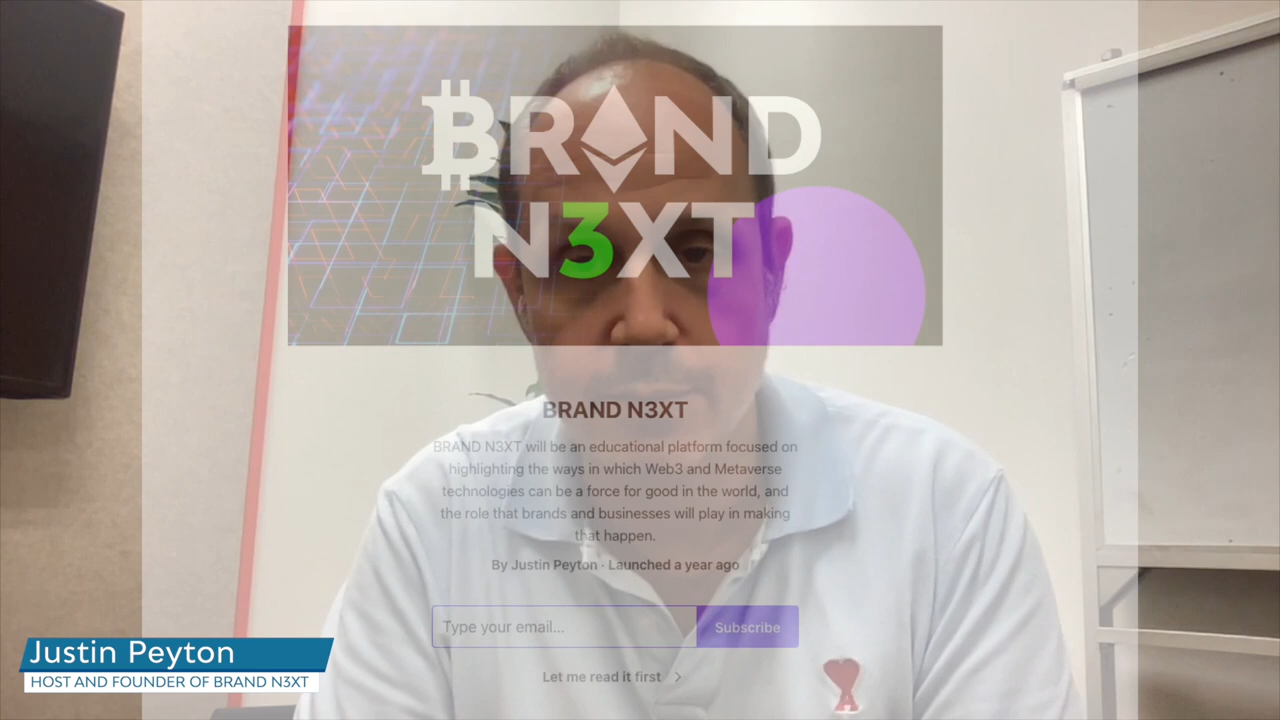 BRAND
N3XT
BRAND N3XT
BRAND N3XT will be an educational platform focused on
highlighting the ways in which Web3 and Metaverse
technologies can be a force for good in the world, and
the role that brands and businesses will play in making
that happen.
By Justin Peyton · Launched a year ago
Type your email...
Subscribe
Let me read it first
Justin Peyton
HOST AND FOUNDER OF BRAND N3XT